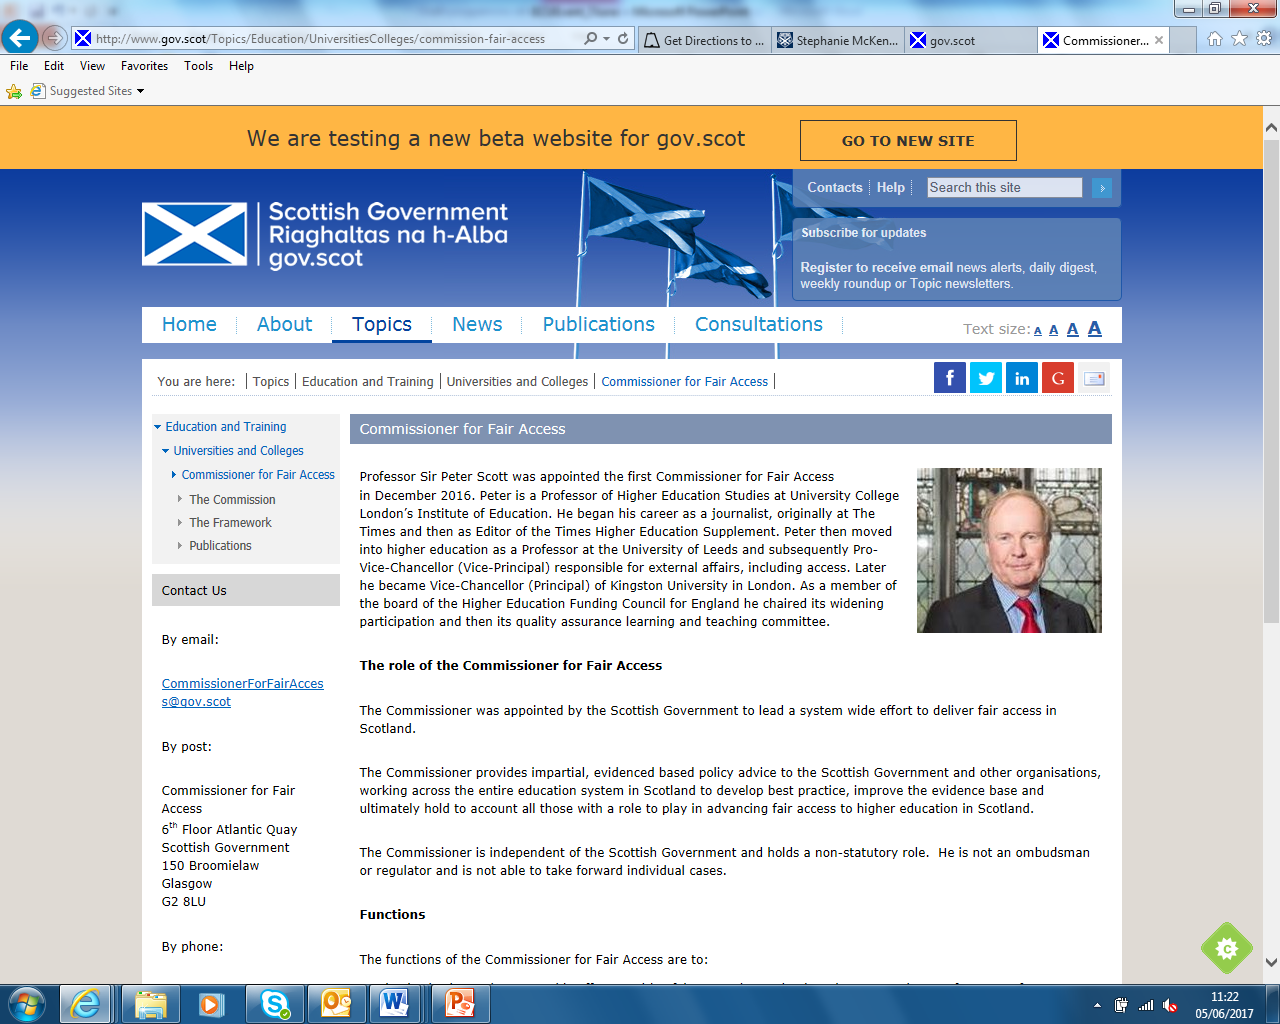 http://www.gov.scot/Topics/Education/UniversitiesColleges/commission-fair-access
Get Directions to ...
Stephanie McKen...
gov.scot
Commissioner...
File Edit View Favorites Tools Help
Suggested Sites
We are testing a new beta website for gov.scot
GO TO NEW SITE
Contacts Help Search this site
Scottish Government
Riaghaltas na h-Alba
gov.scot
Subscribe for updates
Register to receive email news alerts, daily digest,
weekly roundup or Topic newsletters.
Home About Topics News Publications Consultations
Text size: A A A A
You are here: Topics Education and Training Universities and Colleges Commissioner for Fair Access
Education and Training
Universities and Colleges
Commissioner for Fair Access
The Commission
The Framework
Publications
Contact Us
By email:
CommissionerForFairAcces
s@gov.scot
By post:
Commissioner for Fair
Access
6th Floor Atlantic Quay
Scottish Government
150 Broomielaw
Glasgow
G2 8LU
By phone:
Commissioner for Fair Access
Professor Sir Peter Scott was appointed the first Commissioner for Fair Access
in December 2016. Peter is a Professor of Higher Education Studies at University College
London’s Institute of Education. He began his career as a journalist, originally at The
Times and then as Editor of the Times Higher Education Supplement. Peter then moved
into higher education as a Professor at the University of Leeds and subsequently Pro-
Vice-Chancellor (Vice-Principal) responsible for external affairs, including access. Later
he became Vice-Chancellor (Principal) of Kingston University in London. As a member of
the board of the Higher Education Funding Council for England he chaired its widening
participation and then its quality assurance learning and teaching committee.
The role of the Commissioner for Fair Access
The Commissioner was appointed by the Scottish Government to lead a system wide effort to deliver fair access in
Scotland.
The Commissioner provides impartial, evidenced based policy advice to the Scottish Government and other organisations,
working across the entire education system in Scotland to develop best practice, improve the evidence base and
ultimately hold to account all those with a role to play in advancing fair access to higher education in Scotland.
The Commissioner is independent of the Scottish Government and holds a non-statutory role. He is not an ombudsman
or regulator and is not able to take forward individual cases.
Functions
The functions of the Commissioner for Fair Access are to:
11:22
05/06/2017